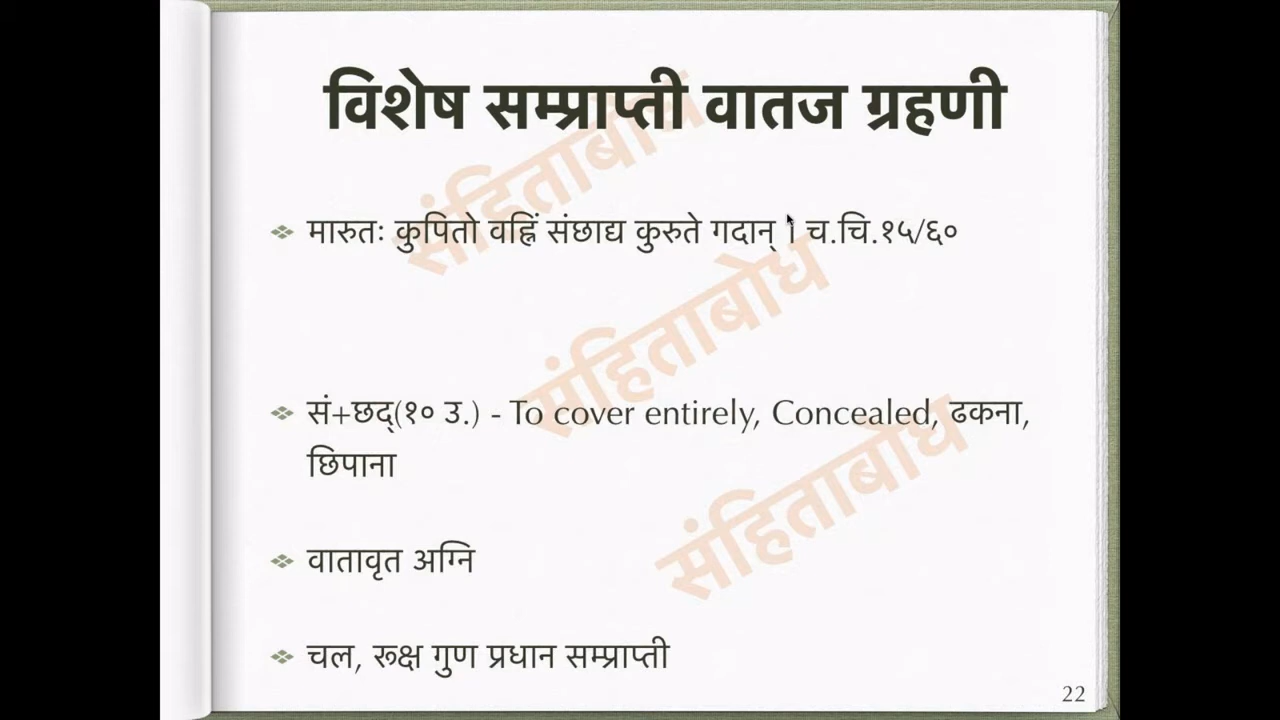 विशेष सम्प्राप्ती वातज ग्रहणी
मारुतः कुपितो वह्निं संछाद्य कुरुते गदान् । च.चि.१५/६०
सं+छद्(१० उ.) - To cover entirely, Concealed, ढकना,
छिपाना
वातावृत अग्नि
चल, रूक्ष गुण प्रधान सम्प्राप्ती
संहिताबोध
संहिताबोध
संहिताबोध
22